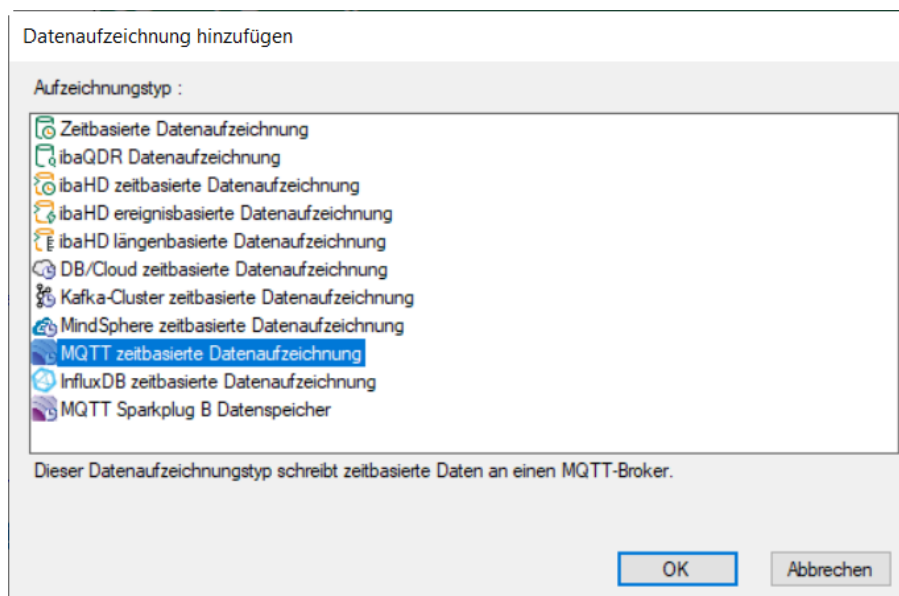 Datenaufzeichnung hinzufügen
Aufzeichnungstyp :
Zeitbasierte Datenaufzeichnung
ibaQDR Datenaufzeichnung
ibaHD zeitbasierte Datenaufzeichnung
ibaHD ereignisbasierte Datenaufzeichnung
ibaHD längenbasierte Datenaufzeichnung
DB/Cloud zeitbasierte Datenaufzeichnung
Kafka-Cluster zeitbasierte Datenaufzeichnung
MindSphere zeitbasierte Datenaufzeichnung
MQTT zeitbasierte Datenaufzeichnung
InfluxDB zeitbasierte Datenaufzeichnung
MQTT Sparkplug B Datenspeicher
Dieser Datenaufzeichnungstyp schreibt zeitbasierte Daten an einen MQTT-Broker.
OK
Abbrechen